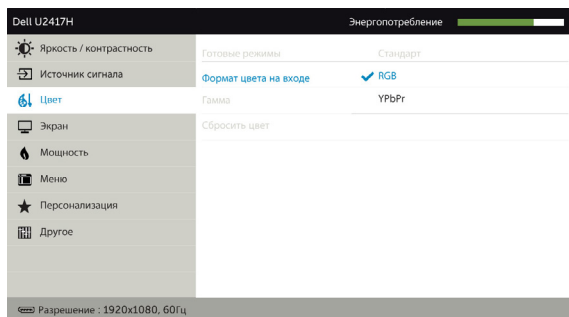 Dell U2417H Энергопотребление
Яркость / контрастность Готовые режимы Стандарт
Источник сигнала Формат цвета на входе RGB
Цвет Гамма YPbPr
Экран Сбросить цвет
Мощность
Меню
Персонализация
Другое
Разрешение : 1920x1080, 60Гц